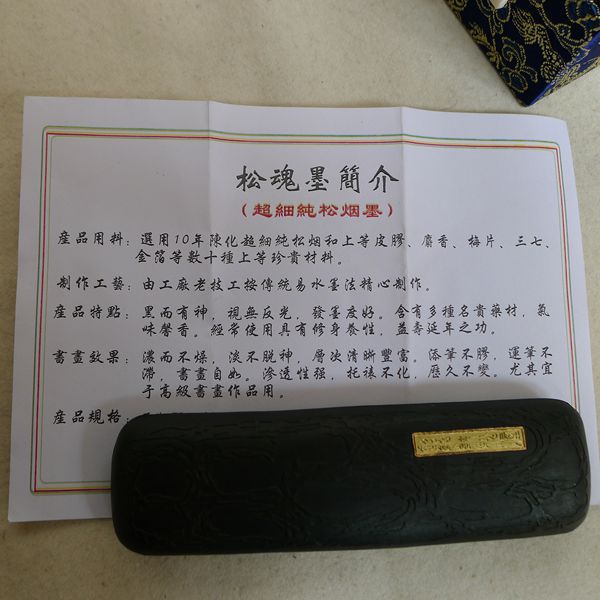 松魂墨簡介
(超細純松烟墨)
産品用料：選用10年陳化超細純松烟和上等皮膠、麝香、梅片、三七、
金箔等數十種上等珍貴材料。
制作工藝：由工廠老技工按傳統易水墨法精心制作。
産品特點：黑而有神，視無反光，發墨度好。含有多種名貴藥材，氣
味馨香，經常使用具有修身養性，益壽延年之功。
書畫效果：濃而不燥，淡不脱神，層次清晰豐富。添筆不膠，運筆不
滯，書畫自如。滲透性强，托裱不化，歷久不變。尤其宜
于高級書畫作品用。
産品規格：